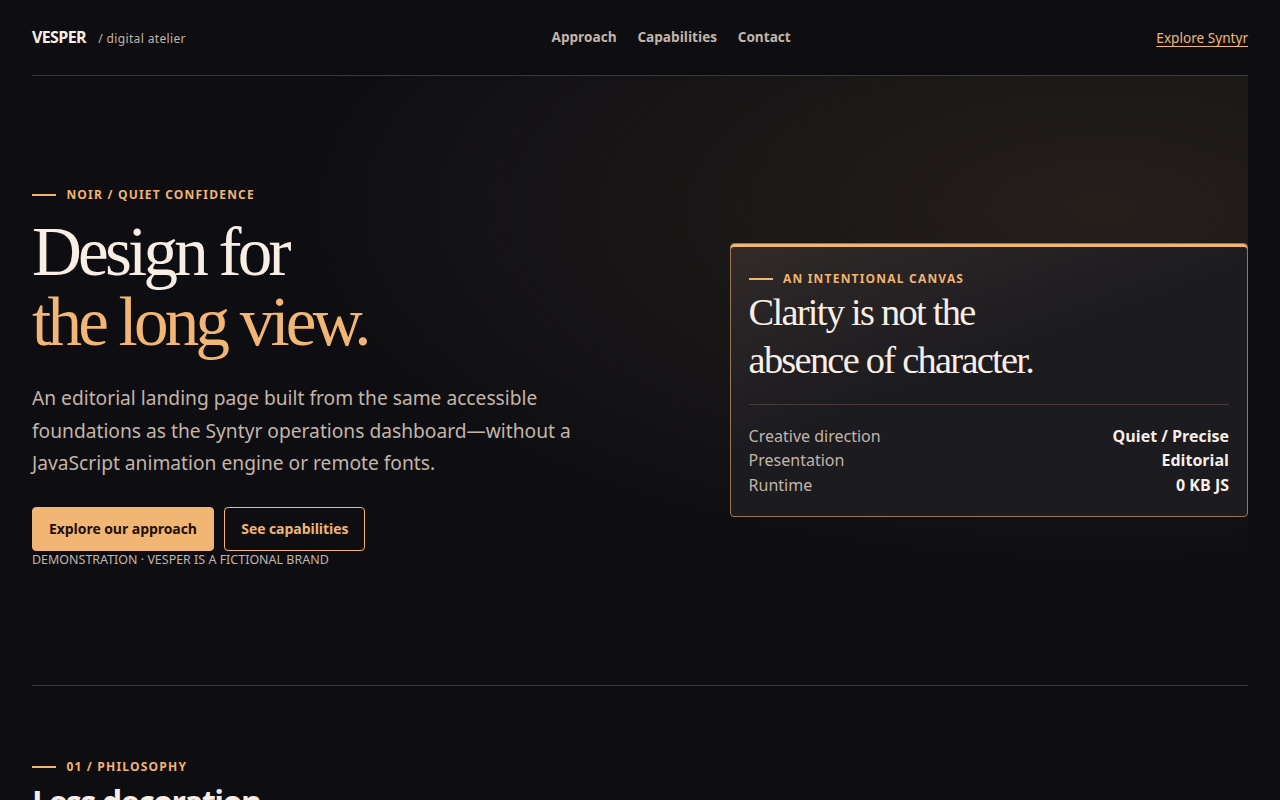 VESPER / digital atelier
Approach Capabilities Contact
Explore Syntyr
NOIR / QUIET CONFIDENCE
Design for
the long view.
An editorial landing page built from the same accessible
foundations as the Syntyr operations dashboard—without a
JavaScript animation engine or remote fonts.
Explore our approach
See capabilities
DEMONSTRATION · VESPER IS A FICTIONAL BRAND
AN INTENTIONAL CANVAS
Clarity is not the
absence of character.
Creative direction Quiet / Precise
Presentation Editorial
Runtime 0 KB JS
01 / PHILOSOPHY
Less decoration